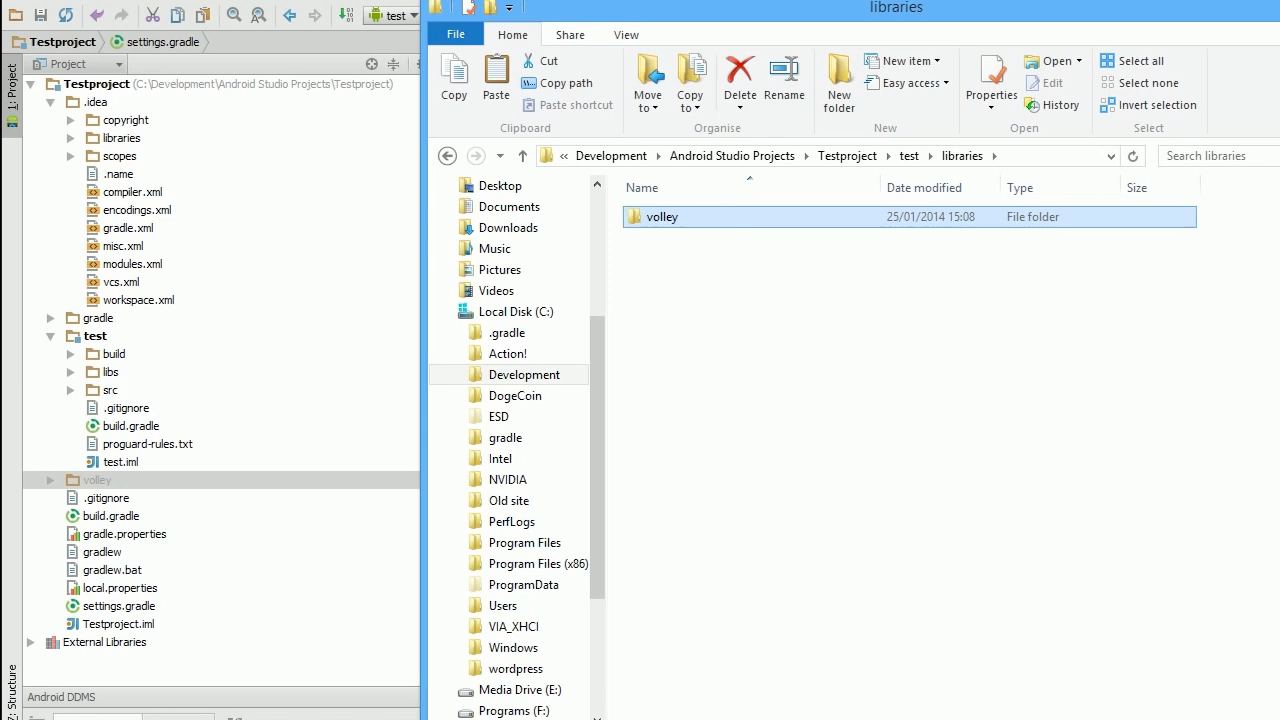 test
Testproject
settings.gradle
1: Project
Project
Testproject (C:\Development\Android Studio Projects\Testproject)
.idea
copyright
libraries
scopes
.name
compiler.xml
encodings.xml
gradle.xml
misc.xml
modules.xml
vcs.xml
workspace.xml
gradle
test
build
libs
src
.gitignore
build.gradle
proguard-rules.txt
test.iml
volley
.gitignore
build.gradle
gradle.properties
gradlew
gradlew.bat
local.properties
settings.gradle
Testproject.iml
External Libraries
Z: Structure
Android DDMS
libraries
File Home Share View
Copy
Paste
Cut
Copy path
Paste shortcut
Clipboard
Move to
Copy to
Delete
Rename
Organise
New folder
New item
Easy access
New
Properties
Open
Edit
History
Open
Select all
Select none
Invert selection
Select
« Development Android Studio Projects Testproject test libraries
Search libraries
Desktop
Documents
Downloads
Music
Pictures
Videos
Local Disk (C:)
.gradle
Action!
Development
DogeCoin
ESD
gradle
Intel
NVIDIA
Old site
PerfLogs
Program Files
Program Files (x86)
ProgramData
Users
VIA_XHCI
Windows
wordpress
Media Drive (E:)
Programs (F:)
Name Date modified Type Size
volley 25/01/2014 15:08 File folder